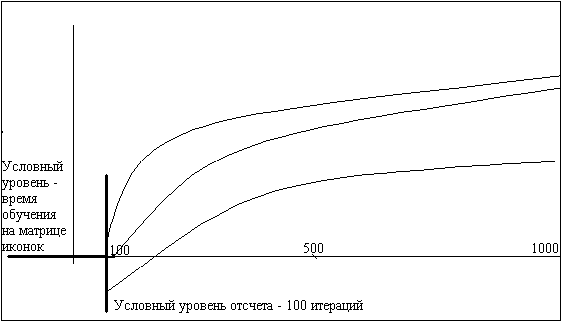 Условный
уровень -
время
обучения
на матрице
иконок
100
500
1000
Условный уровень отсчета - 100 итераций